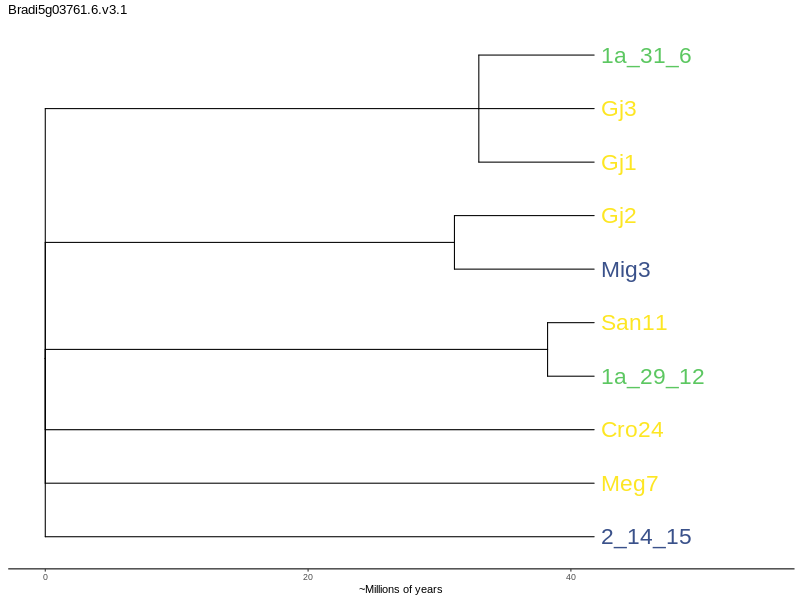 Bradi5g03761.6.v3.1
1a_31_6
Gj3
Gj1
Gj2
Mig3
San11
1a_29_12
Cro24
Meg7
2_14_15
0 20 40
~Millions of years